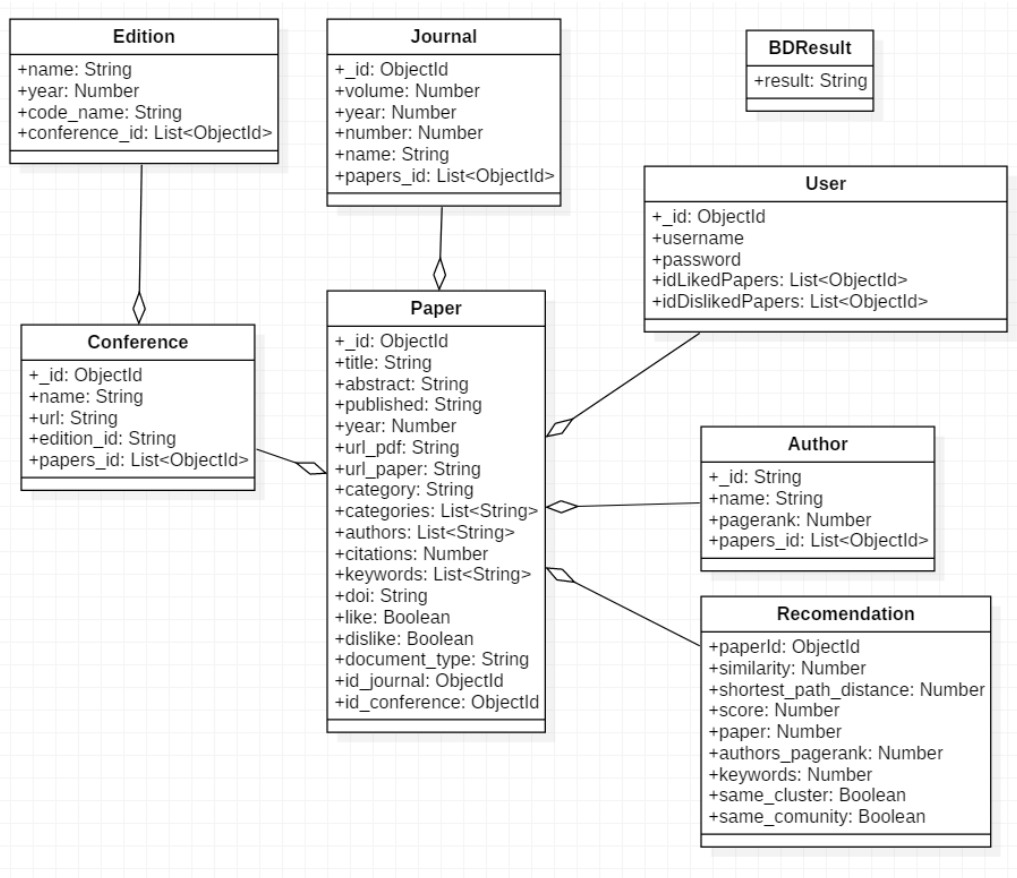 Edition
+name: String
+year: Number
+code_name: String
+conference_id: List<ObjectId>
Journal
+_id: ObjectId
+volume: Number
+year: Number
+number: Number
+name: String
+papers_id: List<ObjectId>
BDResult
+result: String
User
+_id: ObjectId
+username
+password
+idLikedPapers: List<ObjectId>
+idDislikedPapers: List<ObjectId>
Conference
+_id: ObjectId
+name: String
+url: String
+edition_id: String
+papers_id: List<ObjectId>
Paper
+_id: ObjectId
+title: String
+abstract: String
+published: String
+year: Number
+url_pdf: String
+url_paper: String
+category: String
+categories: List<String>
+authors: List<String>
+citations: Number
+keywords: List<String>
+doi: String
+like: Boolean
+dislike: Boolean
+document_type: String
+id_journal: ObjectId
+id_conference: ObjectId
Author
+_id: String
+name: String
+pagerank: Number
+papers_id: List<ObjectId>
Recomendation
+paperId: ObjectId
+similarity: Number
+shortest_path_distance: Number
+score: Number
+paper: Number
+authors_pagerank: Number
+keywords: Number
+same_cluster: Boolean
+same_comunity: Boolean